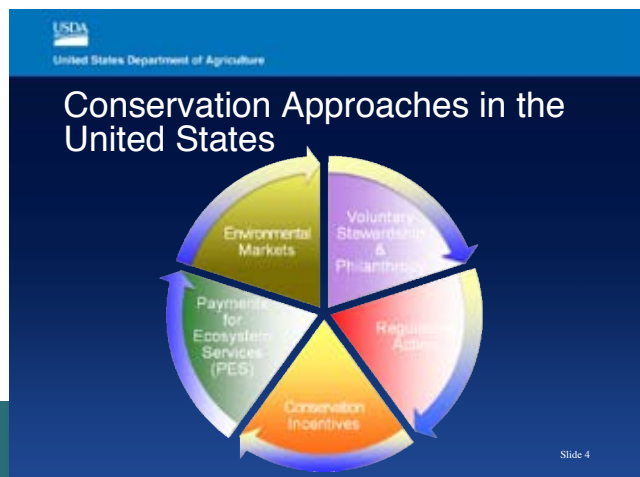 USDA
United States Department of Agriculture
Conservation Approaches in the
United States
Environmental
Markets
Voluntary
Stewardship
&
Philanthropy
Payments
for
Ecosystem
Services
(PES)
Regulatory
Action
Conservation
Incentives
Slide 4